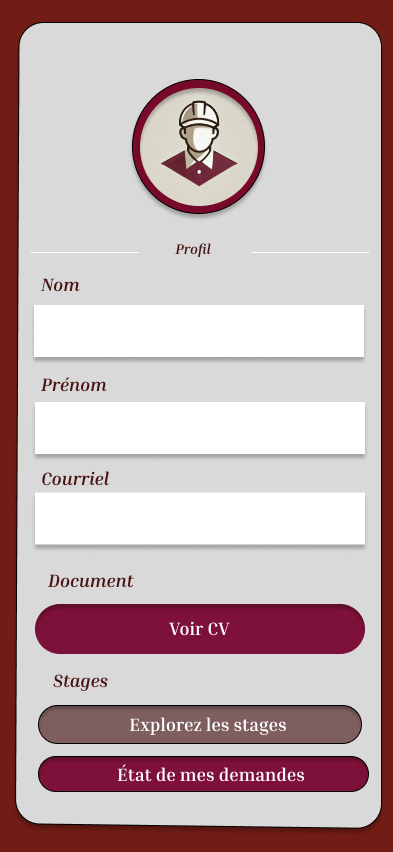 Profil
Nom
Prénom
Courriel
Document
Voir CV
Stages
Explorez les stages
État de mes demandes